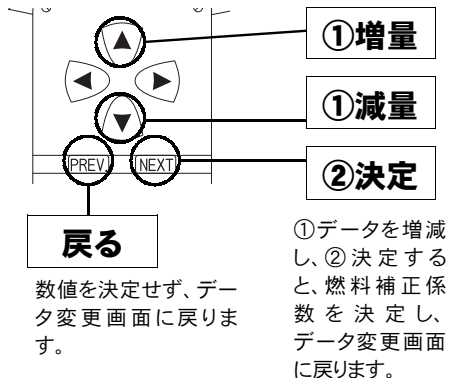 ①増量
①減量
PREV
NEXT
②決定
戻る
数値を決定せず、デー
タ変更画面に戻りま
す。
①データを増減
し、②決定する
と、燃料補正係
数を決定し、
データ変更画面
に戻ります。